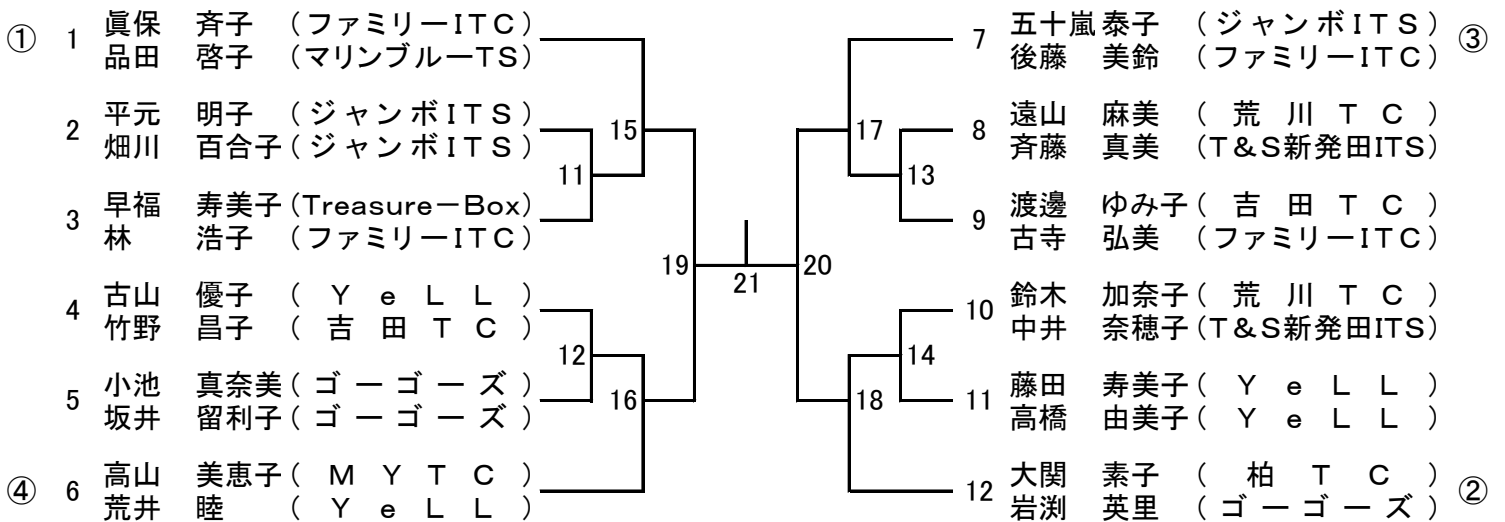 ① 1 眞保 斉子 (ファミリーITC)
品田 啓子 (マリンブルーTS)
2 平元 明子 (ジャンボITS)
畑川 百合子(ジャンボITS)
3 早福 寿美子(Treasure－Box)
林 浩子 (ファミリーITC)
4 古山 優子 (YeLL)
竹野 昌子 (吉田TC)
5 小池 真奈美(ゴーゴーズ)
坂井 留利子(ゴーゴーズ)
④ 6 高山 美恵子(MYTC)
荒井 睦 (YeLL)
15
11
19
12
16
21
20
17
13
14
18
7 五十嵐 泰子 (ジャンボITS) ③
後藤 美鈴 (ファミリーITC)
8 遠山 麻美 (荒川TC)
斉藤 真美 (T&S新発田ITS)
9 渡邊 ゆみ子(吉田TC)
古寺 弘美 (ファミリーITC)
10 鈴木 加奈子(荒川TC)
中井 奈穂子(T&S新発田ITS)
11 藤田 寿美子(YeLL)
高橋 由美子(YeLL)
12 大関 素子 (柏TC) ②
岩渕 英里 (ゴーゴーズ)